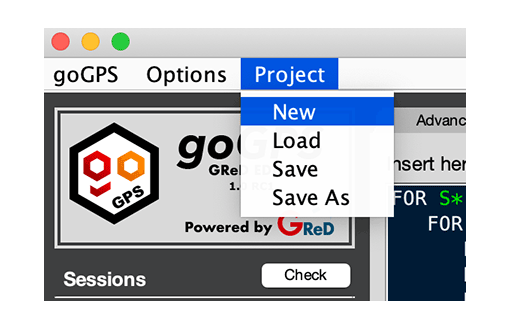 goGPS Options Project
New
Load
Save
Save As
go
GReD
1.0
GPS
Powered by GReD
Sessions
Check
Advanc
Insert her
FOR S*
FOR